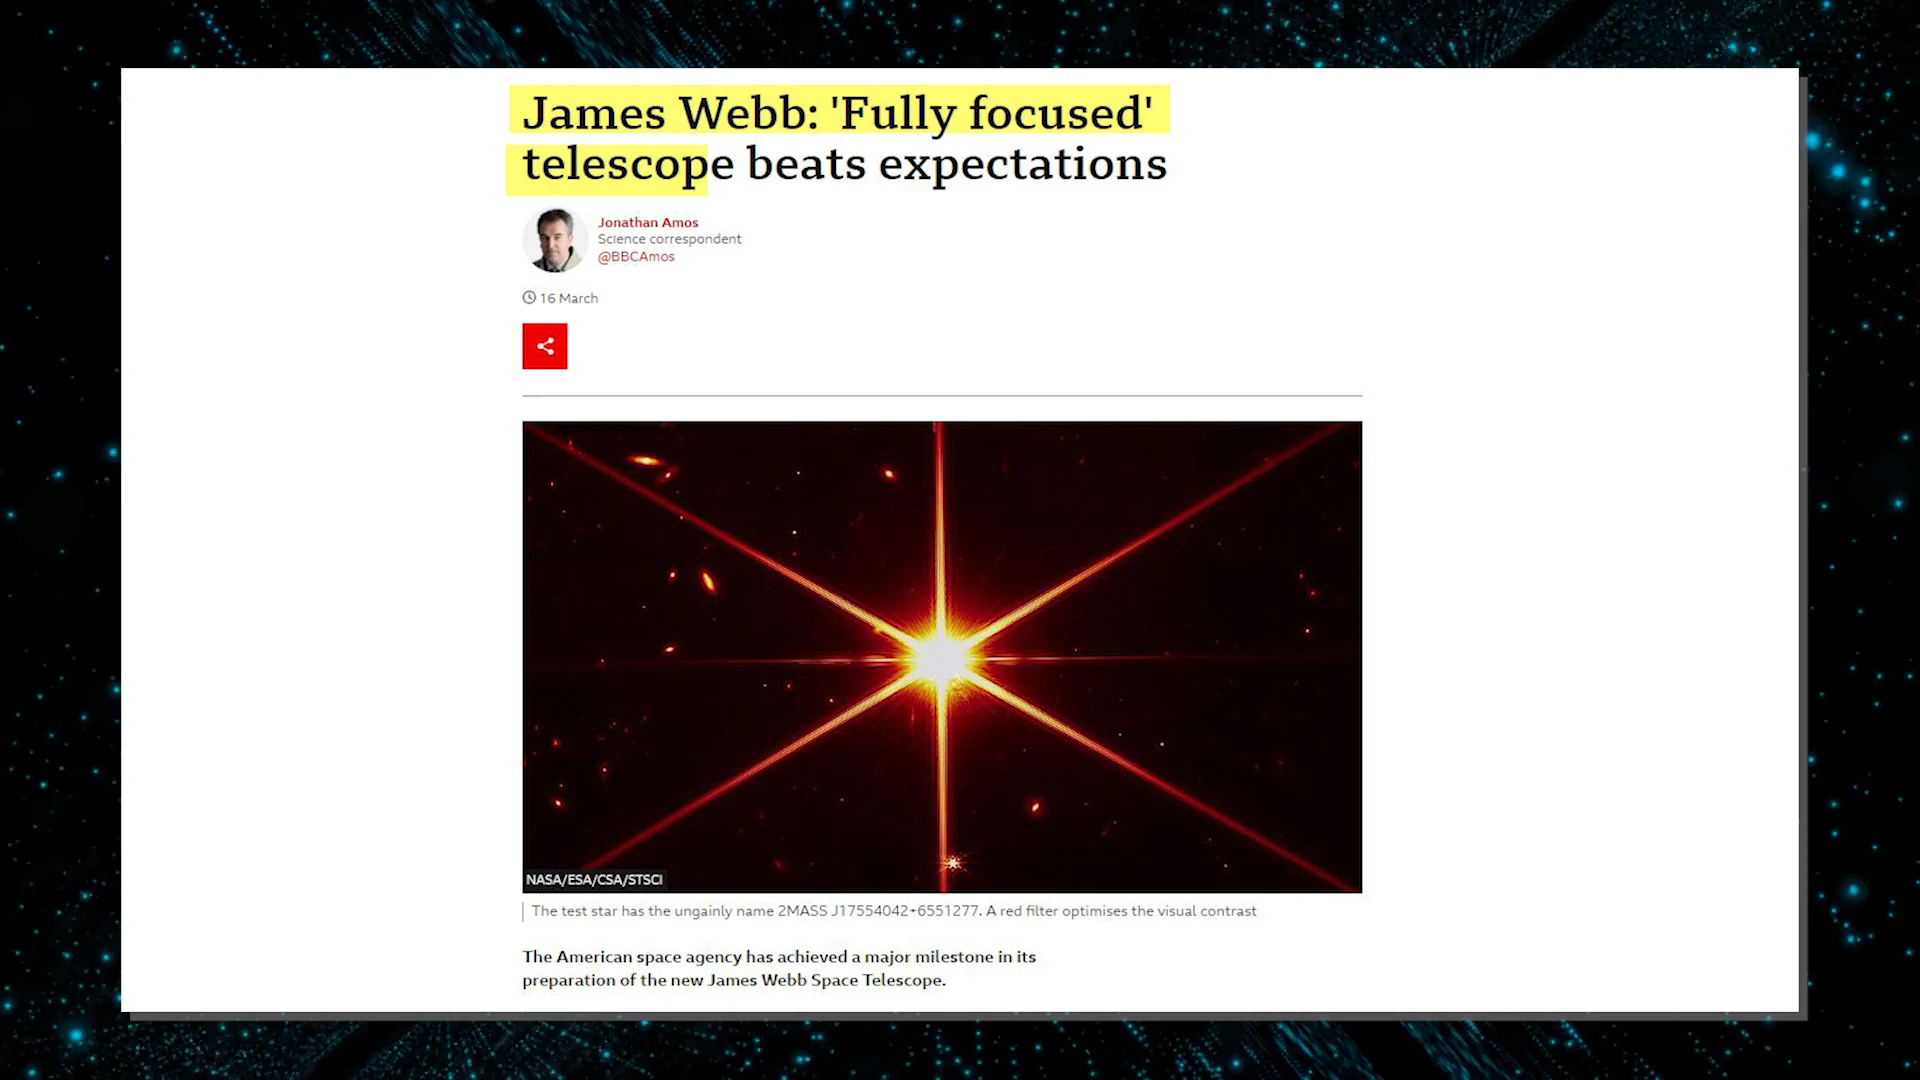 James Webb: 'Fully focused'
telescope beats expectations
Jonathan Amos
Science correspondent
@BBCAmos
16 March
NASA/ESA/CSA/STSCI
The test star has the ungainly name 2MASS J17554042+6551277. A red filter optimises the visual contrast
The American space agency has achieved a major milestone in its
preparation of the new James Webb Space Telescope.